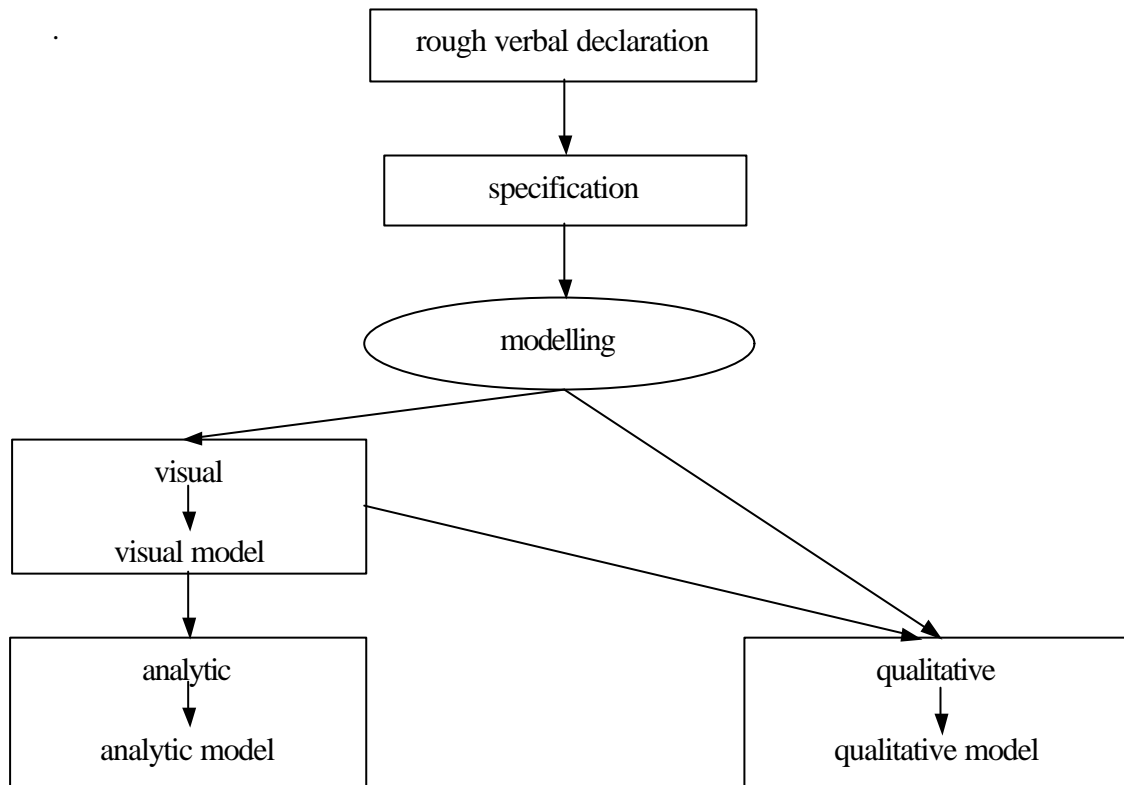 .
rough verbal declaration
specification
modelling
visual
visual model
analytic
analytic model
qualitative
qualitative model